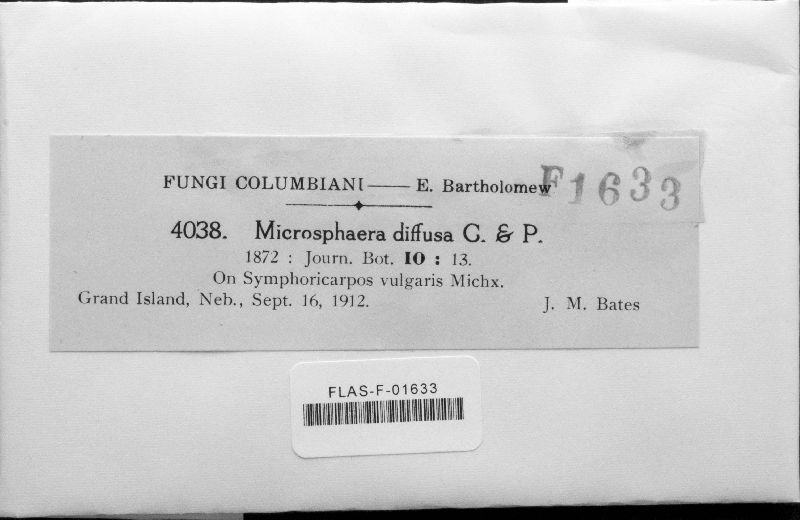 FUNGI COLUMBIANI—— E. Bartholomew F1633
4038. Microsphaera diffusa C. & P.
1872 : Journ. Bot. 10 : 13.
On Symphoricarpos vulgaris Michx.
Grand Island, Neb., Sept. 16, 1912. J. M. Bates
FLAS-F-01633